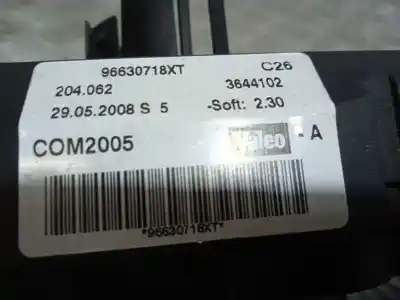 96630718XT C26
204.062 3644102
29.05.2008 S 5 -Soft: 2.30
COM2005 Valeo - A
*96630718XT*